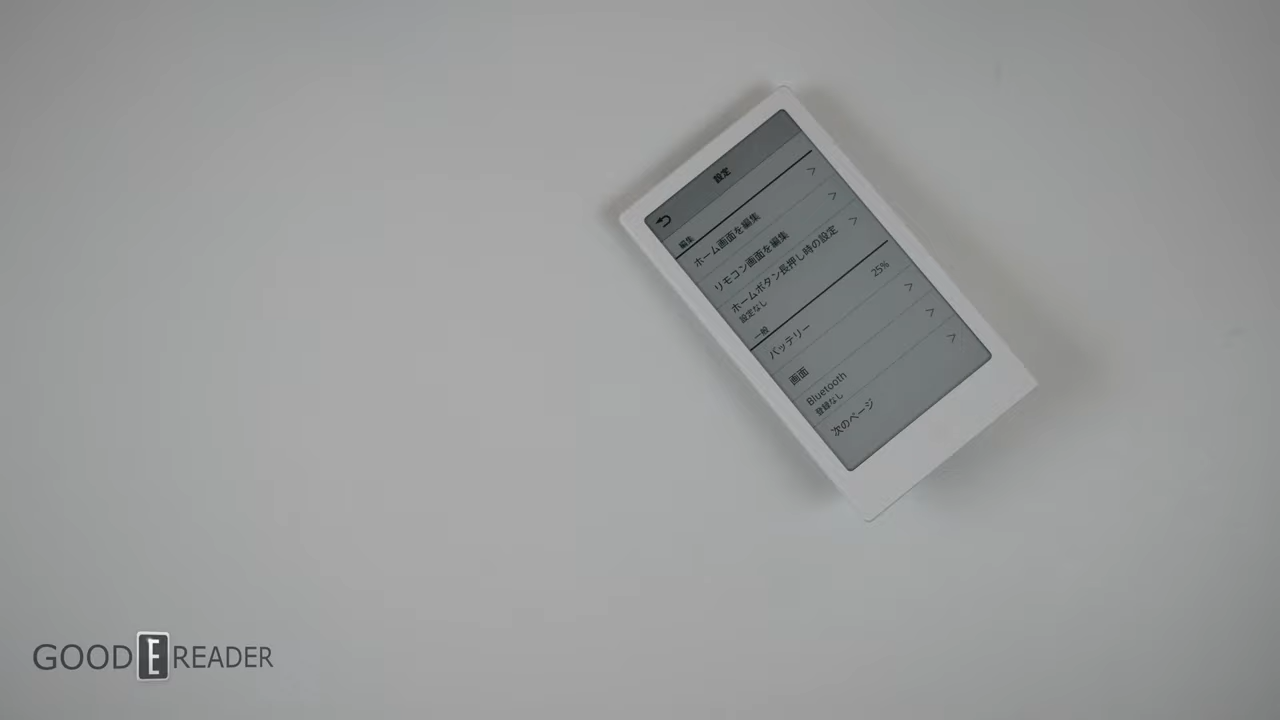 設定
編集
ホーム画面を編集
リモコン画面を編集
ホームボタン長押し時の設定
設定なし
一般
バッテリー 25%
画面
Bluetooth
登録なし
次のページ
GOOD E READER